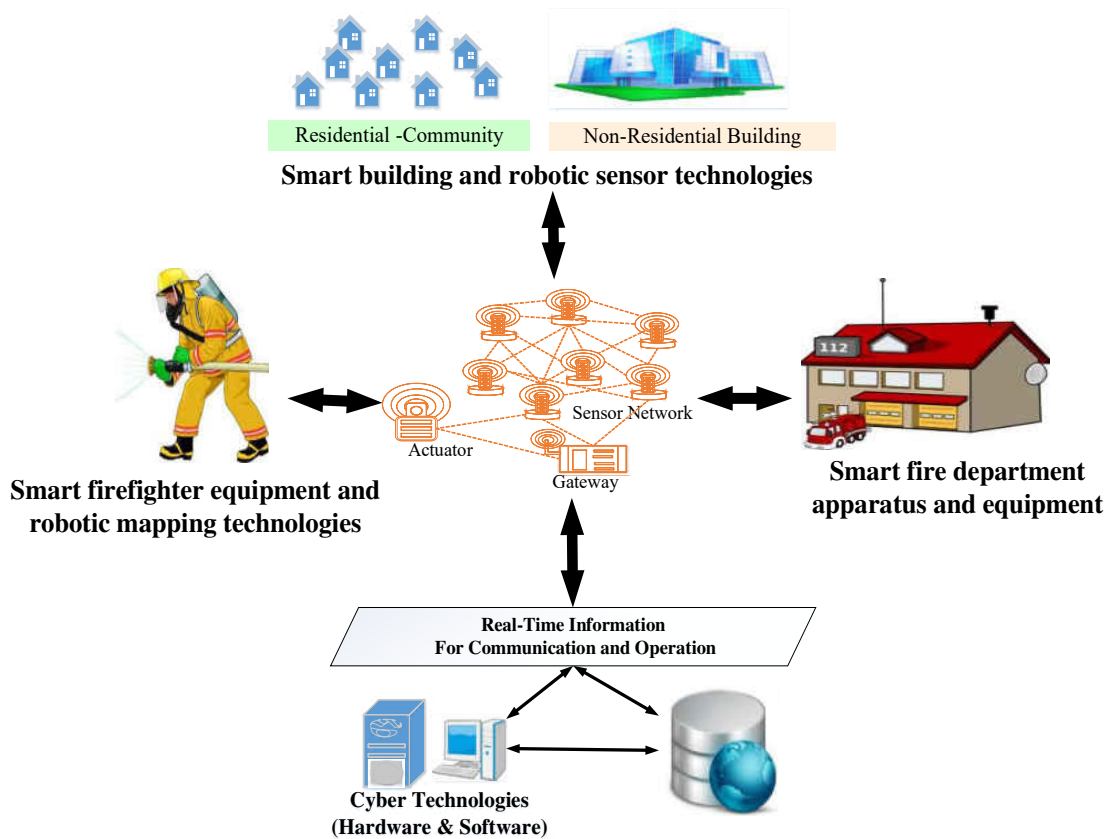 Residential -Community
Non-Residential Building
Smart building and robotic sensor technologies
112
Sensor Network
Actuator
Gateway
Smart firefighter equipment and
robotic mapping technologies
Smart fire department
apparatus and equipment
Real-Time Information
For Communication and Operation
Cyber Technologies
(Hardware & Software)